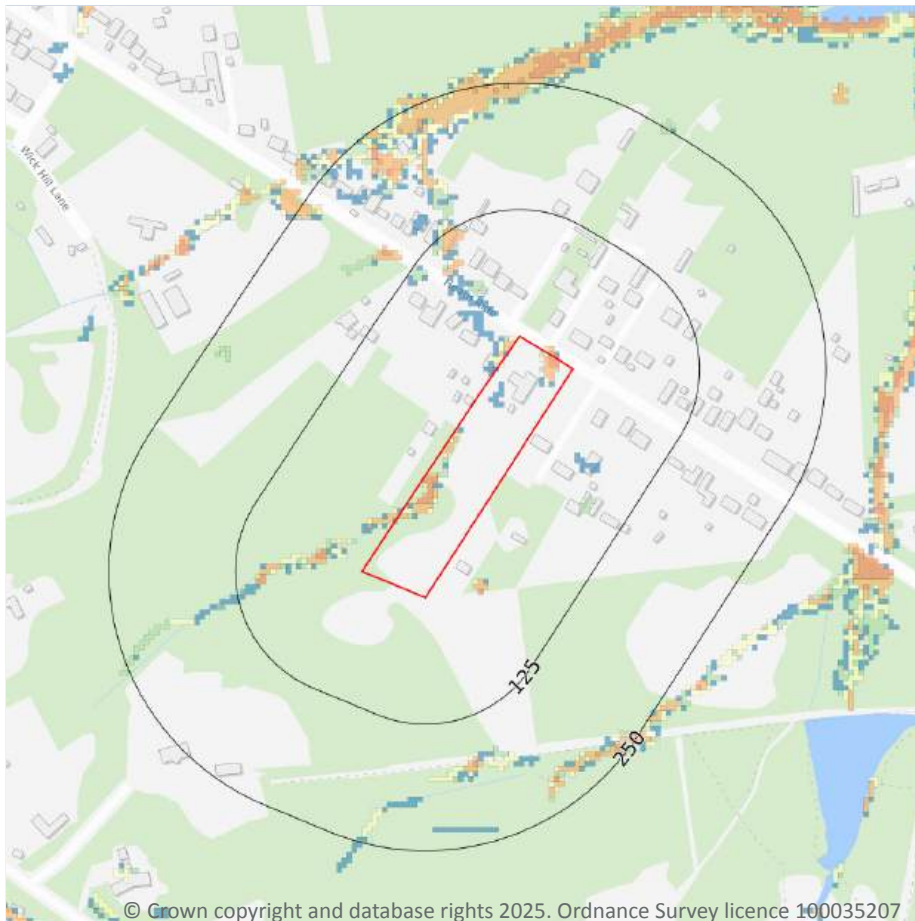 Wick Hill Lane
125
250
© Crown copyright and database rights 2025. Ordnance Survey licence 100035207